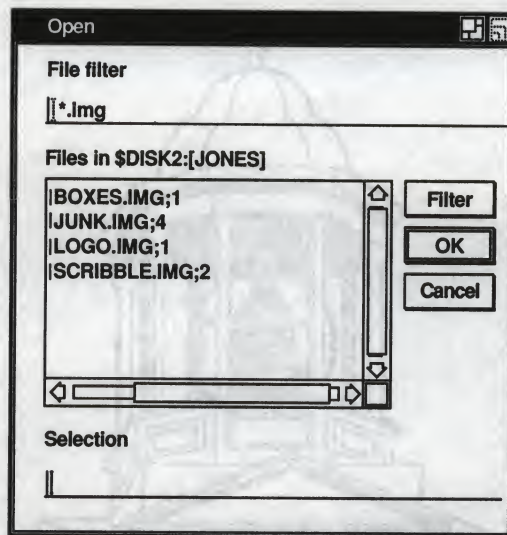 Open
File filter
*.img
Files in $DISK2:[JONES]
BOXES.IMG;1
JUNK.IMG;4
LOGO.IMG;1
SCRIBBLE.IMG;2
Filter
OK
Cancel
Selection